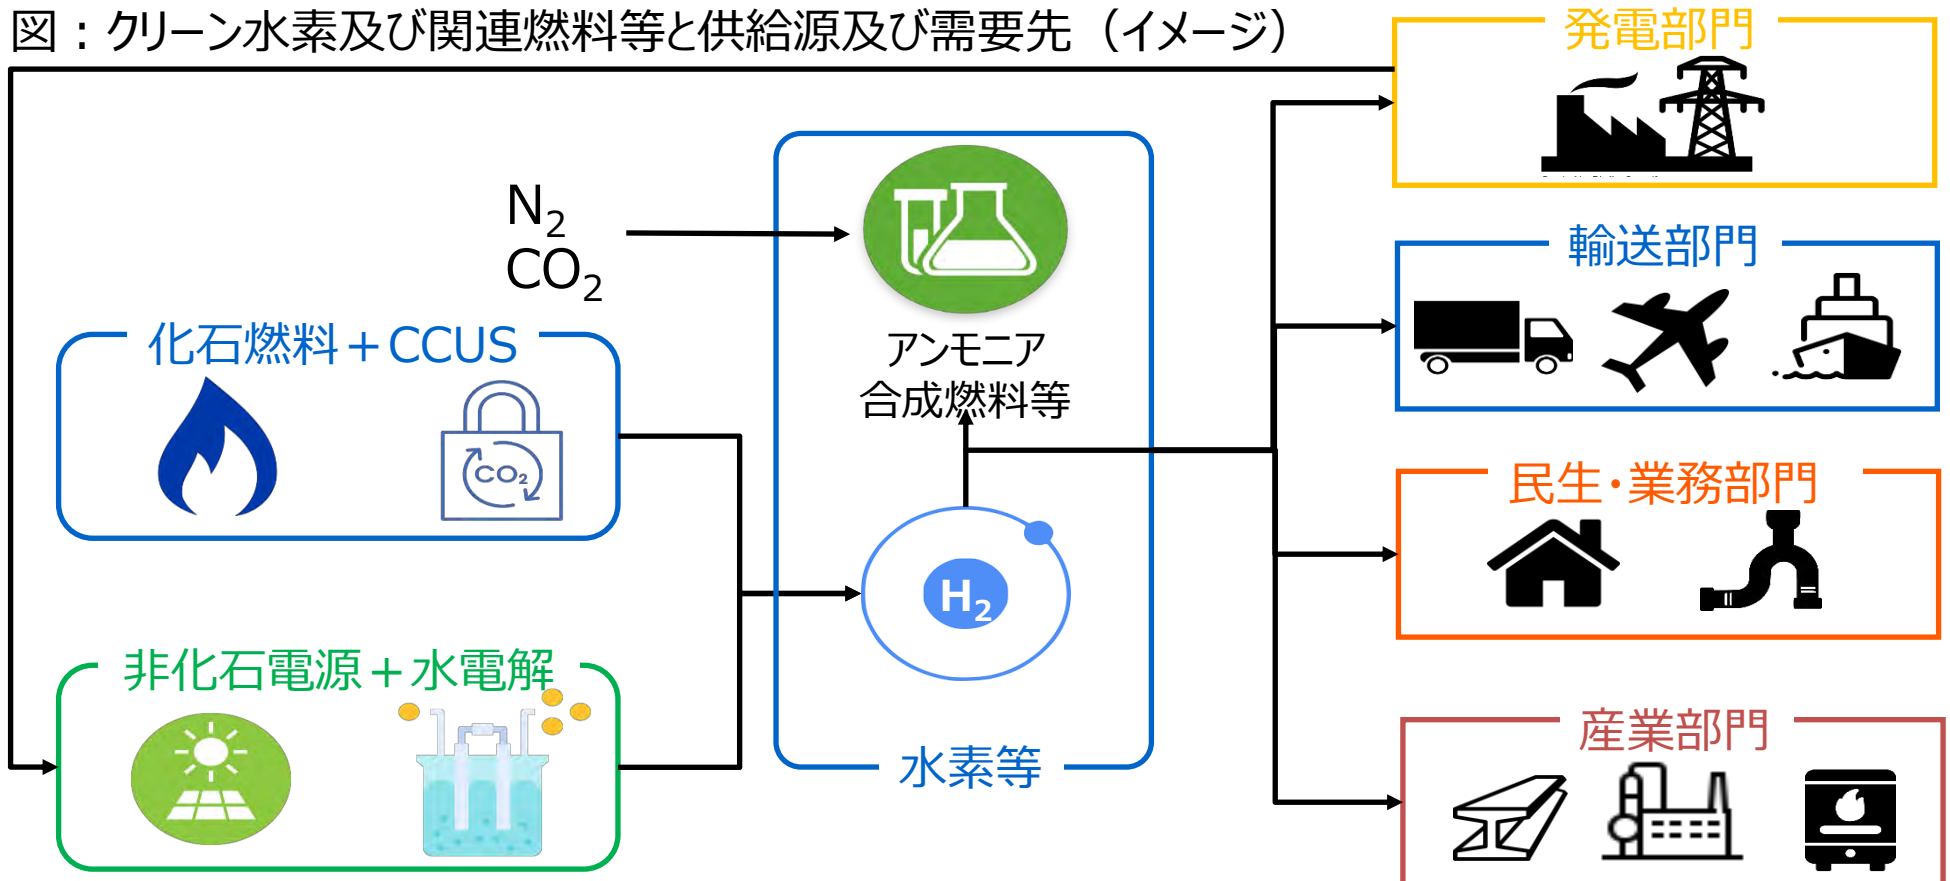 図：クリーン水素及び関連燃料等と供給源及び需要先（イメージ）
発電部門
N₂
CO₂
輸送部門
化石燃料＋CCUS
CO₂
アンモニア
合成燃料等
民生・業務部門
H₂
非化石電源＋水電解
水素等
産業部門